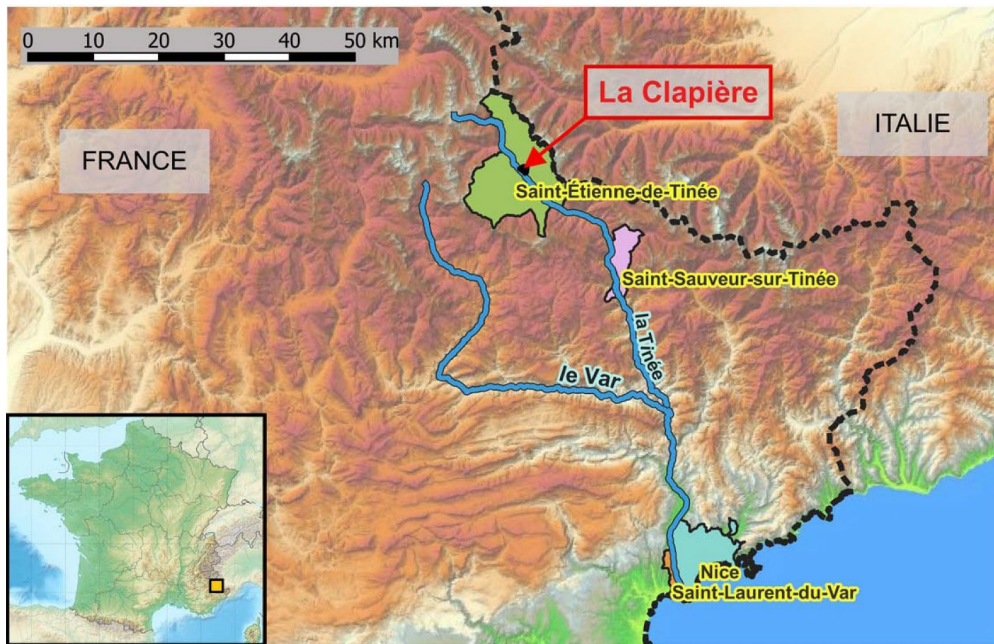 0 10 20 30 40 50 km
La Clapière
ITALIE
FRANCE
Saint-Étienne-de-Tinée
Saint-Sauveur-sur-Tinée
la Tinée
le Var
Nice
Saint-Laurent-du-Var